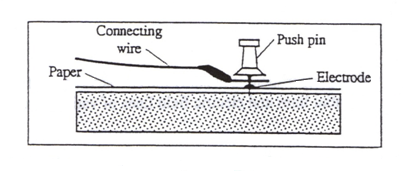 Connecting
wire
Push pin
Paper
Electrode